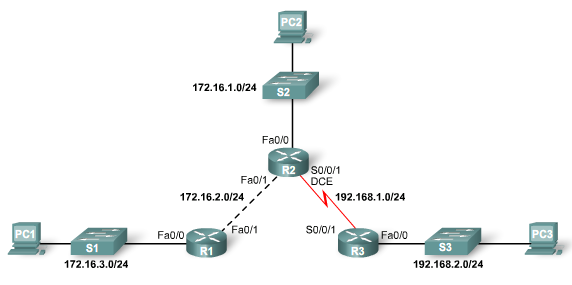 PC2
172.16.1.0/24
S2
Fa0/0
R2
Fa0/1
S0/0/1
DCE
172.16.2.0/24
192.168.1.0/24
PC1
S1
Fa0/0
R1
Fa0/1
172.16.3.0/24
S0/0/1
R3
Fa0/0
S3
PC3
192.168.2.0/24